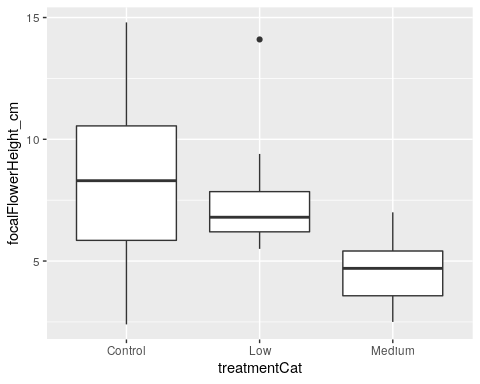 focalFlowerHeight_cm
15
10
5
Control
Low
Medium
treatmentCat